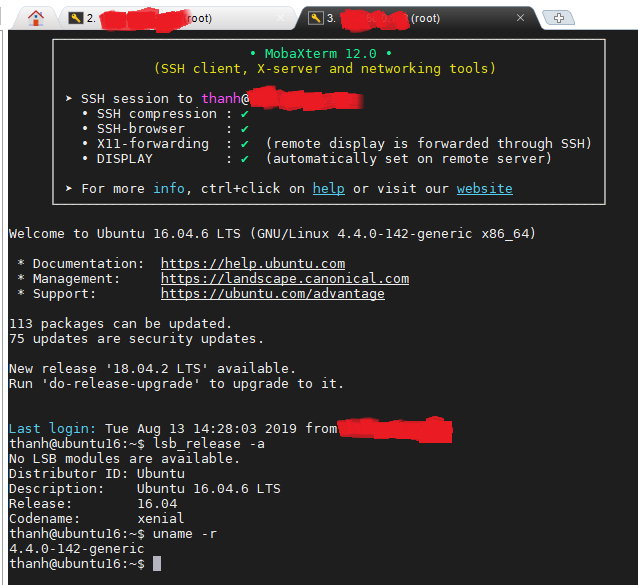 2. (root)
3. (root)
• MobaXterm 12.0 •
(SSH client, X-server and networking tools)
➤ SSH session to thanh@
• SSH compression : ✔
• SSH-browser : ✔
• X11-forwarding : ✔ (remote display is forwarded through SSH)
• DISPLAY : ✔ (automatically set on remote server)
➤ For more info, ctrl+click on help or visit our website
Welcome to Ubuntu 16.04.6 LTS (GNU/Linux 4.4.0-142-generic x86_64)
* Documentation: https://help.ubuntu.com
* Management: https://landscape.canonical.com
* Support: https://ubuntu.com/advantage
113 packages can be updated.
75 updates are security updates.
New release '18.04.2 LTS' available.
Run 'do-release-upgrade' to upgrade to it.
Last login: Tue Aug 13 14:28:03 2019 from
thanh@ubuntu16:~$ lsb_release -a
No LSB modules are available.
Distributor ID: Ubuntu
Description: Ubuntu 16.04.6 LTS
Release: 16.04
Codename: xenial
thanh@ubuntu16:~$ uname -r
4.4.0-142-generic
thanh@ubuntu16:~$